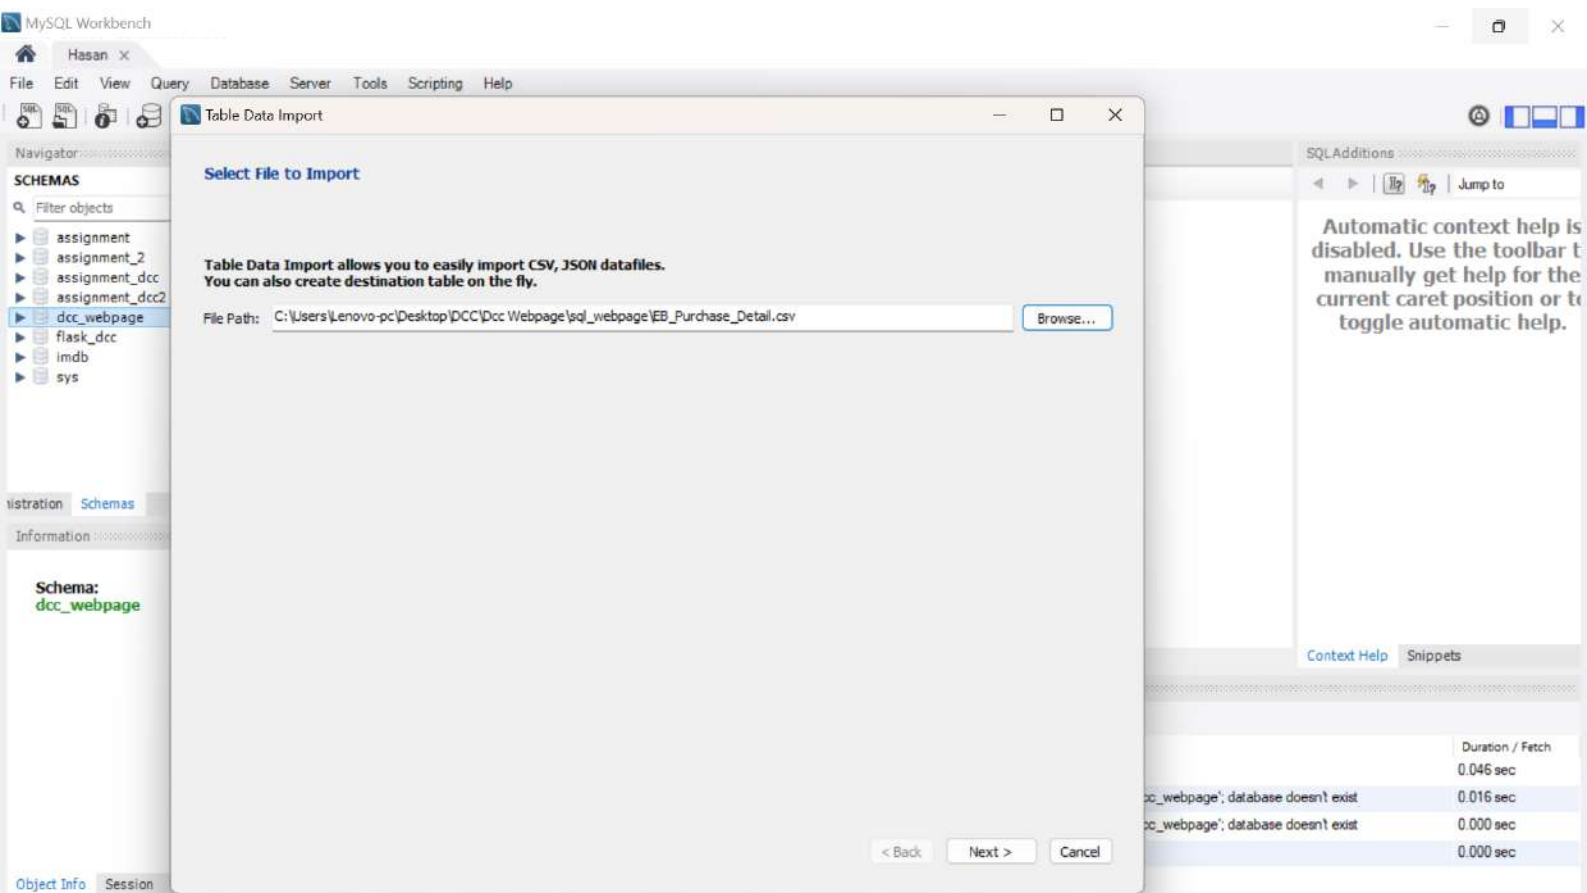 MySQL Workbench
Hasan
File Edit View Query Database Server Tools Scripting Help
Table Data Import
Navigator
SCHEMAS
Filter objects
assignment
assignment_2
assignment_dcc
assignment_dcc2
dcc_webpage
flask_dcc
imdb
sys
nistration Schemas
Information
Schema:
dcc_webpage
Object Info Session
Select File to Import
Table Data Import allows you to easily import CSV, JSON datafiles.
You can also create destination table on the fly.
File Path: C:\Users\Lenovo-pc\Desktop\DCC\Dcc Webpage\sql_webpage\EB_Purchase_Detail.csv Browse...
< Back Next > Cancel
SQLAdditions
Jump to
Automatic context help is
disabled. Use the toolbar t
manually get help for the
current caret position or to
toggle automatic help.
Context Help Snippets
Duration / Fetch
0.046 sec
cc_webpage'; database doesn't exist 0.016 sec
cc_webpage'; database doesn't exist 0.000 sec
0.000 sec